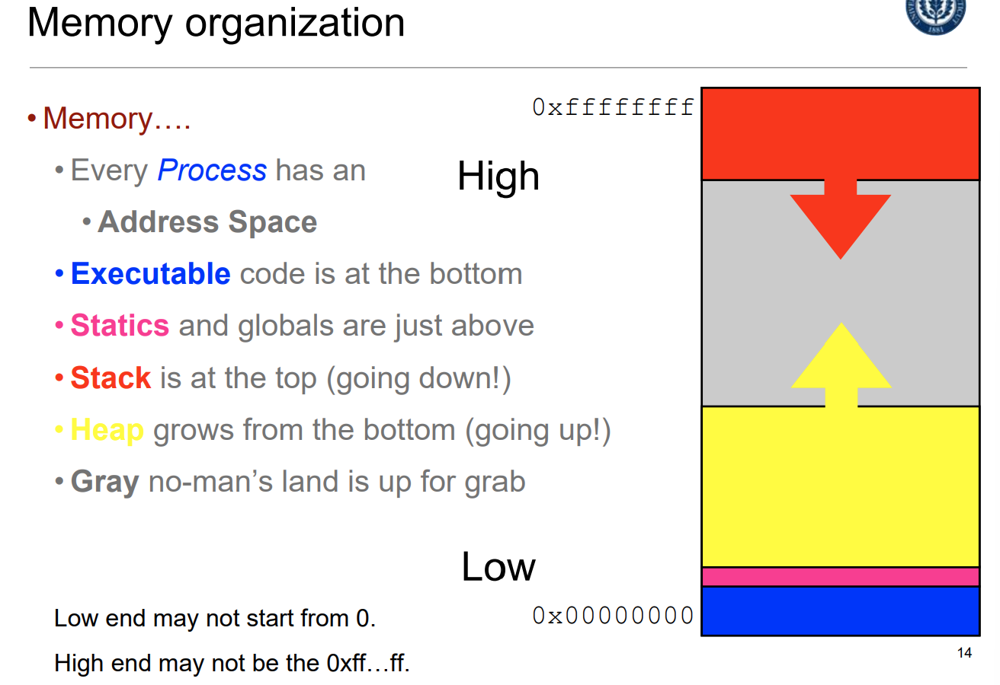 Memory organization
• Memory….
• Every Process has an
• Address Space
• Executable code is at the bottom
• Statics and globals are just above
• Stack is at the top (going down!)
• Heap grows from the bottom (going up!)
• Gray no-man’s land is up for grab
Low end may not start from 0.
High end may not be the 0xff…ff.
0xffffffff
High
Low
0x00000000
1881
14